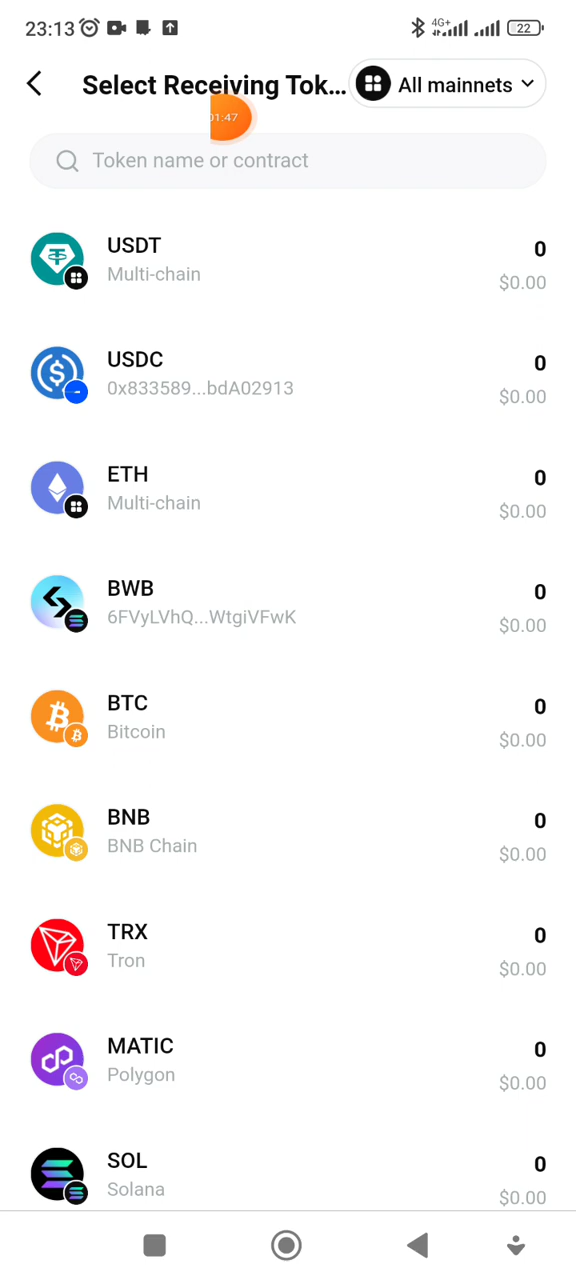 23:13
4G+
22
Select Receiving Tok...
All mainnets
01:47
Token name or contract
USDT
0
Multi-chain
$0.00
USDC
0
0x833589...bdA02913
$0.00
ETH
0
Multi-chain
$0.00
BWB
0
6FVyLVhQ...WtgiVFwK
$0.00
BTC
0
Bitcoin
$0.00
BNB
0
BNB Chain
$0.00
TRX
0
Tron
$0.00
MATIC
0
Polygon
$0.00
SOL
0
Solana
$0.00